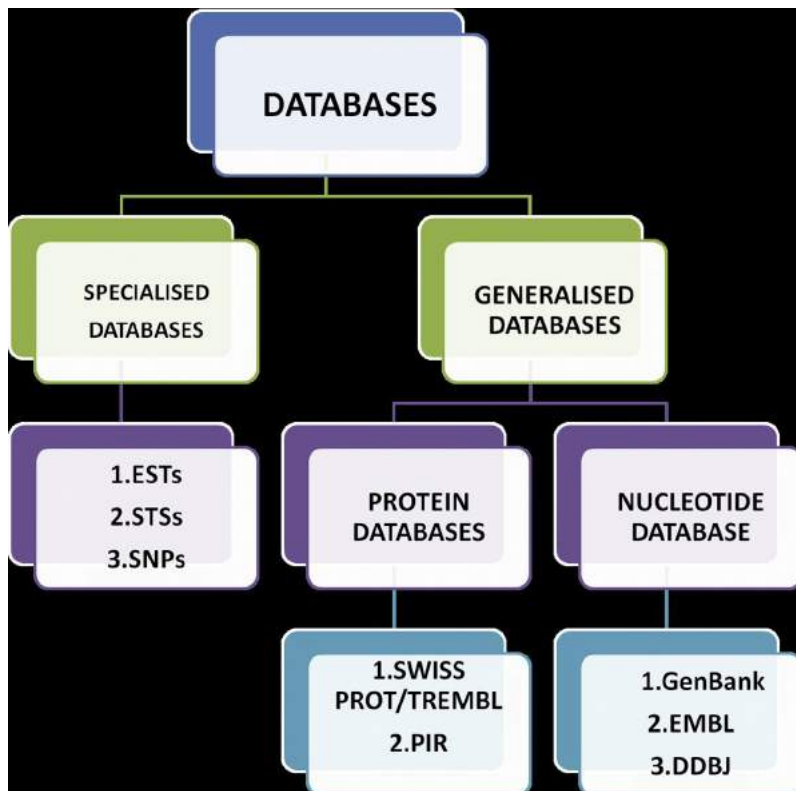 DATABASES
SPECIALISED
DATABASES
GENERALISED
DATABASES
1.ESTs
2.STSs
3.SNPs
PROTEIN
DATABASES
NUCLEOTIDE
DATABASE
1.SWISS
PROT/TREMBL
2.PIR
1.GenBank
2.EMBL
3.DDBJ